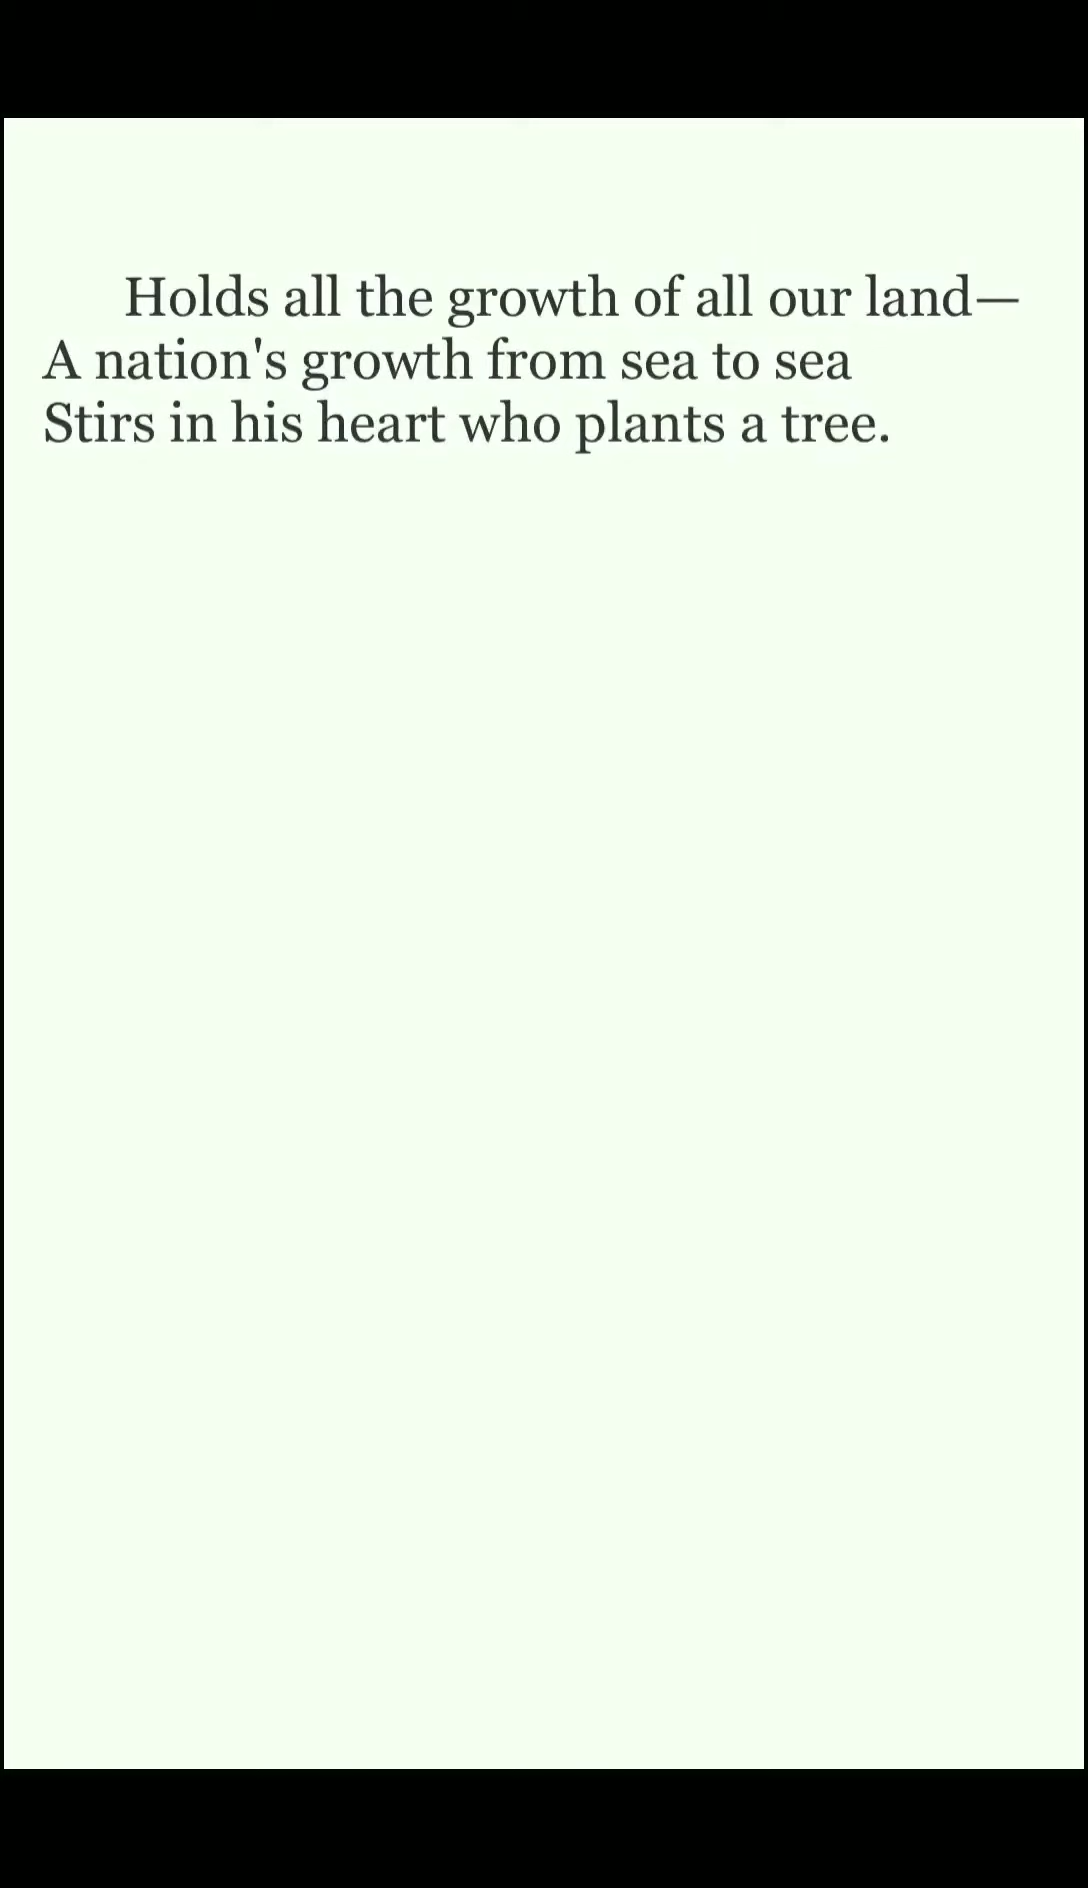 Holds all the growth of all our land—
A nation's growth from sea to sea
Stirs in his heart who plants a tree.